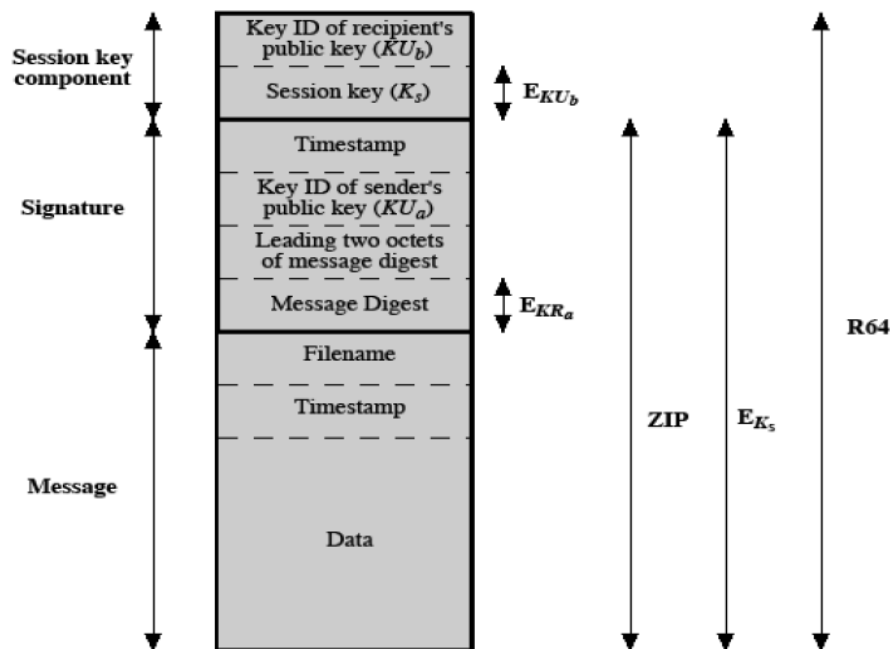 Key ID of recipient's
public key (KUb)
Session key
component
Session key (Ks)
EKUb
Timestamp
Key ID of sender's
public key (KUa)
Signature
Leading two octets
of message digest
Message Digest
EKRa
R64
Filename
Timestamp
ZIP
EKs
Message
Data